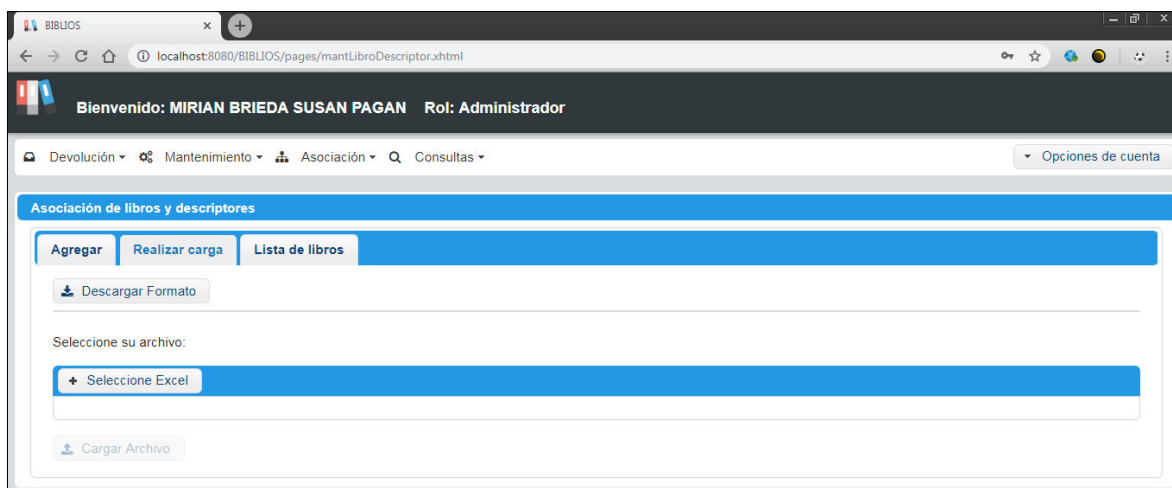 BIBLIOS
localhost:8080/BIBLIOS/pages/mantLibroDescriptor.xhtml
Bienvenido: MIRIAN BRIEDA SUSAN PAGAN Rol: Administrador
Devolución Mantenimiento Asociación Consultas Opciones de cuenta
Asociación de libros y descriptores
Agregar Realizar carga Lista de libros
Descargar Formato
Seleccione su archivo:
Seleccione Excel
Cargar Archivo